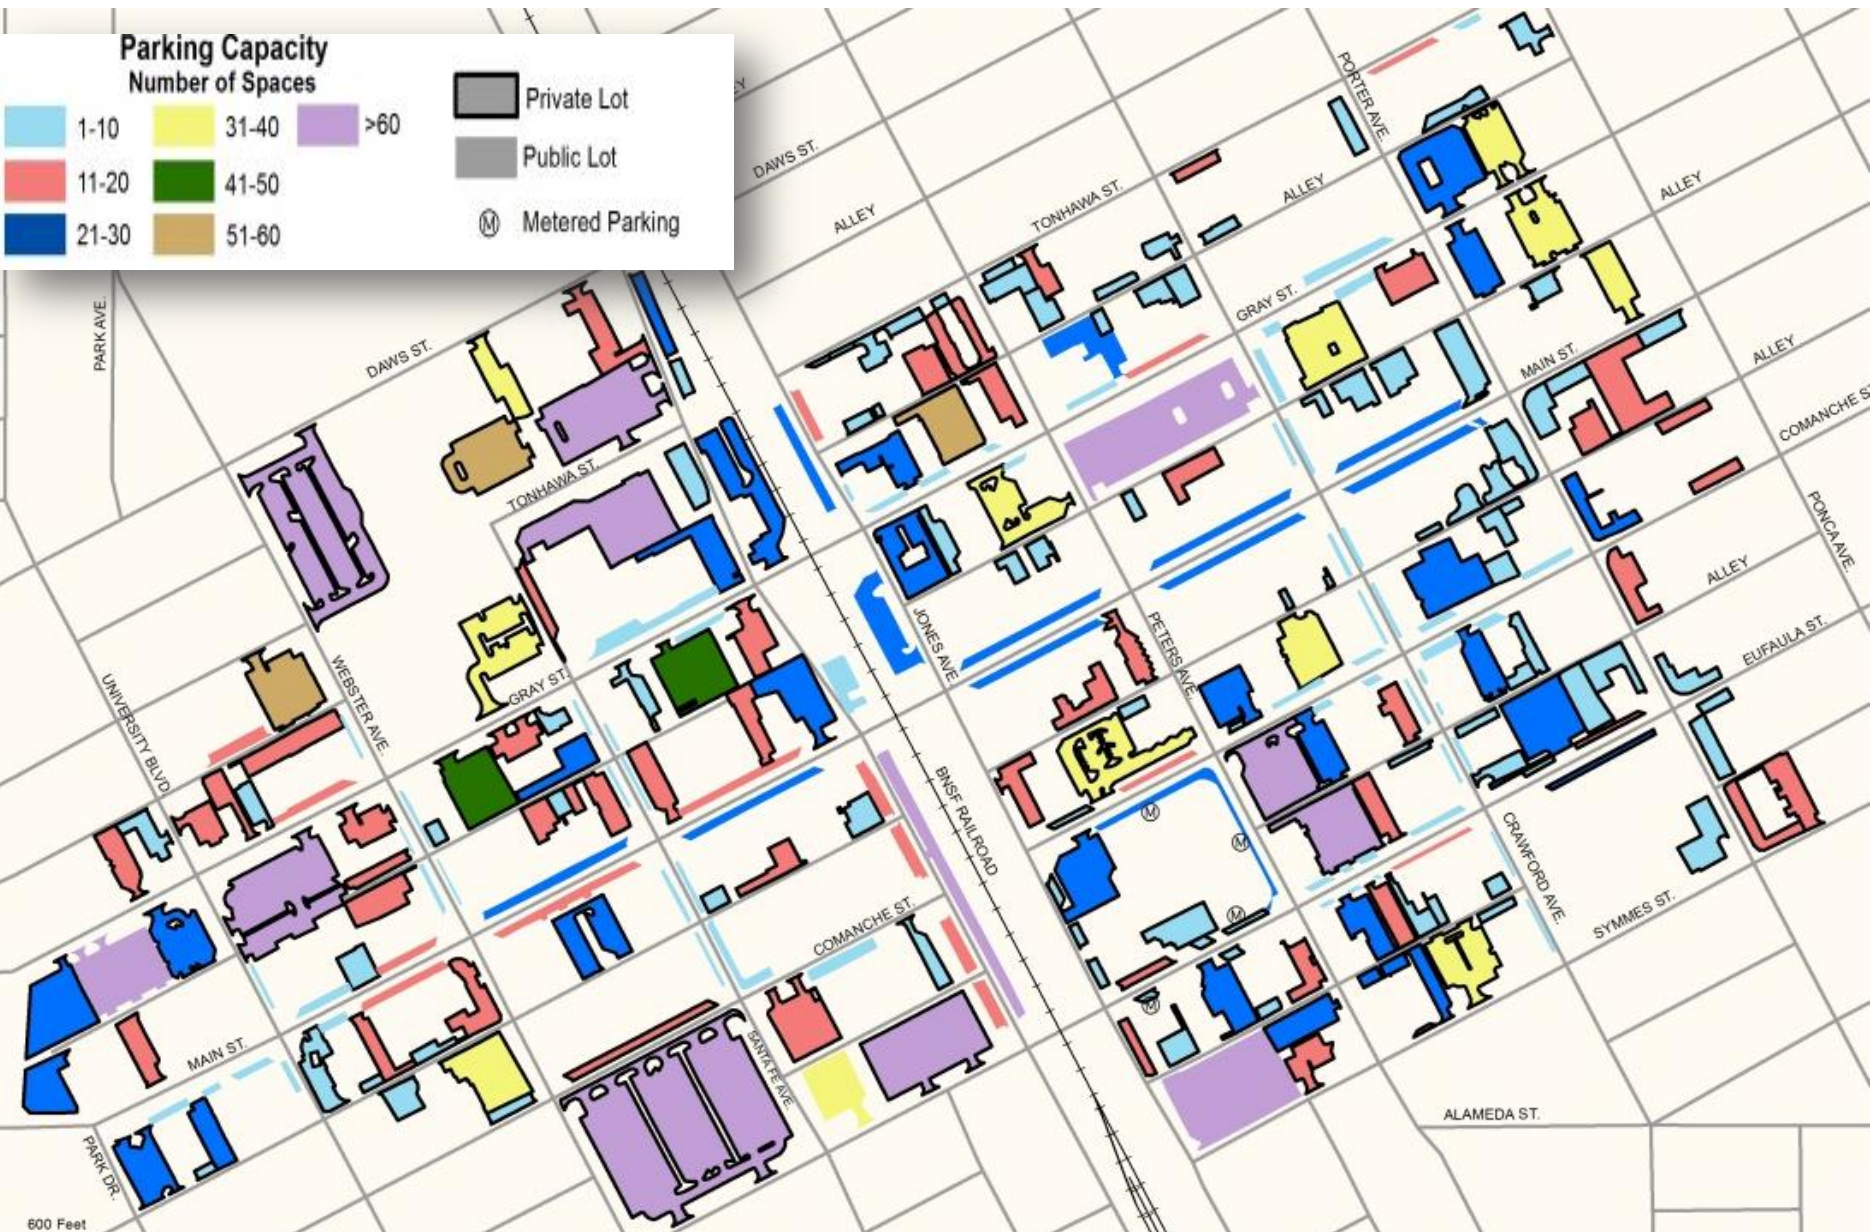 Parking Capacity
Number of Spaces
1-10
31-40
>60
11-20
41-50
21-30
51-60
Private Lot
Public Lot
Ⓜ Metered Parking
DAWS ST.
ALLEY
TONHAWA ST.
ALLEY
PORTER AVE.
ALLEY
PARK AVE.
DAWS ST.
GRAY ST.
MAIN ST.
ALLEY
COMANCHE ST
TONHAWA ST.
PONCA AVE.
ALLEY
EUFAULA ST.
JONES AVE.
PETERS AVE.
UNIVERSITY BLVD
WEBSTER AVE.
GRAY ST.
BNSF RAILROAD
Ⓜ
Ⓜ
Ⓜ
Ⓜ
CRAWFORD AVE.
SYMMES ST.
COMANCHE ST.
MAIN ST.
SANTA FE AVE.
ALAMEDA ST.
PARK DR.
600 Feet